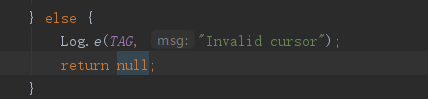 } else {
Log.e(TAG, msg: "Invalid cursor");
return null;
}